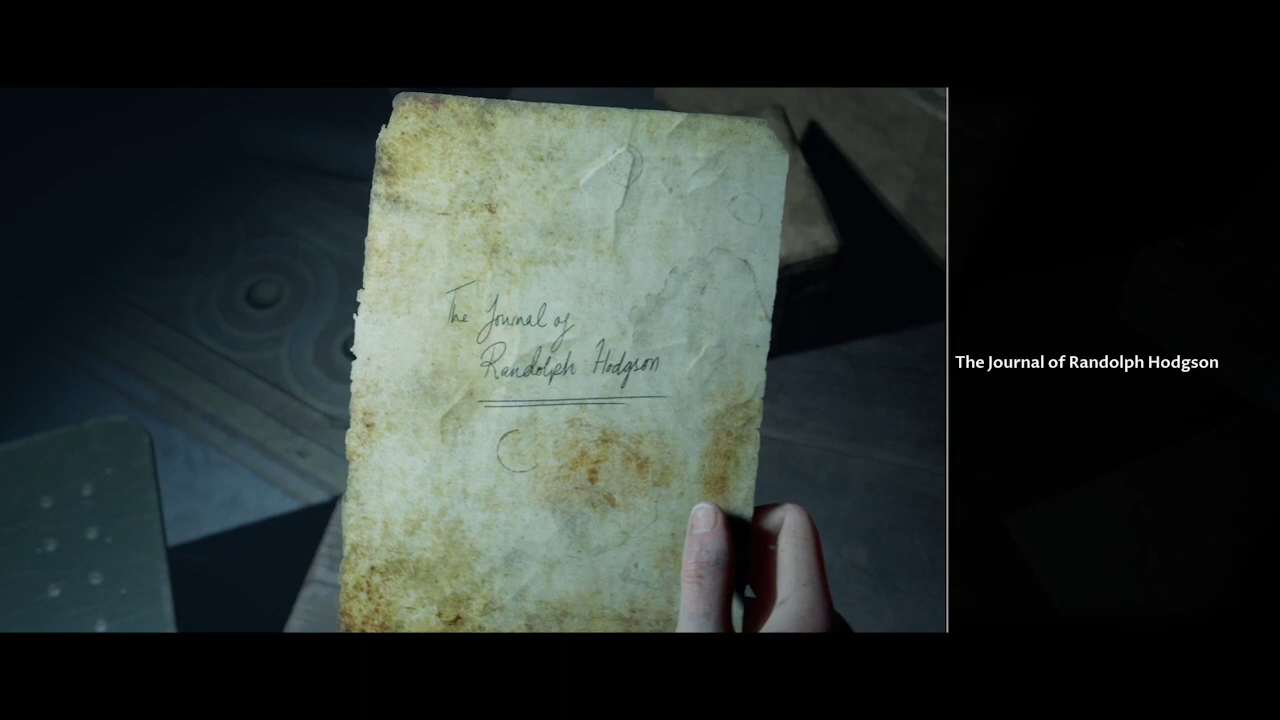 The
Journal of
Randolph Hodgson
The Journal of Randolph Hodgson